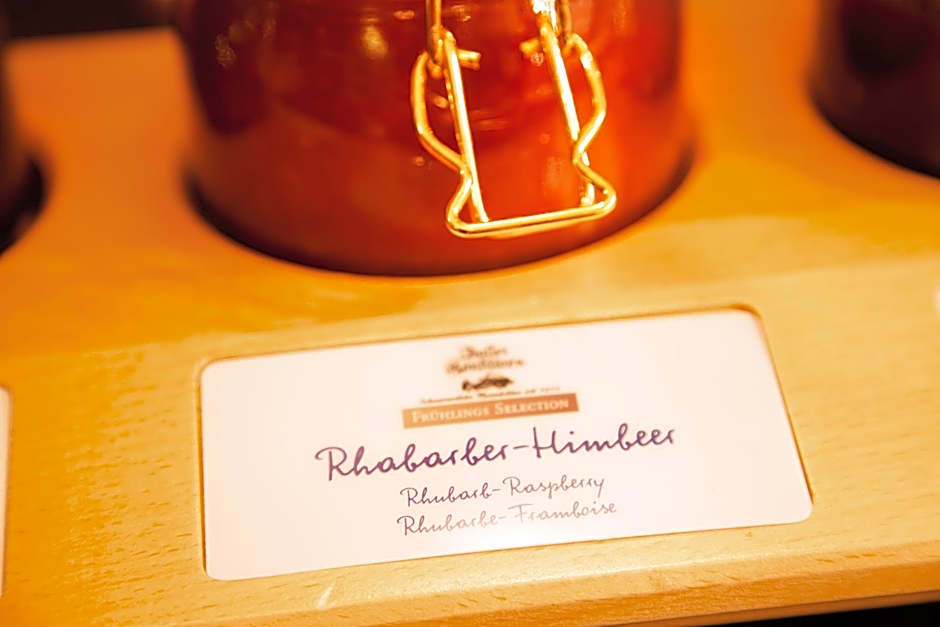 FRÜHLINGS SELECTION
Rhabarber-Himbeer
Rhubarb-Raspberry
Rhubarbe-Framboise